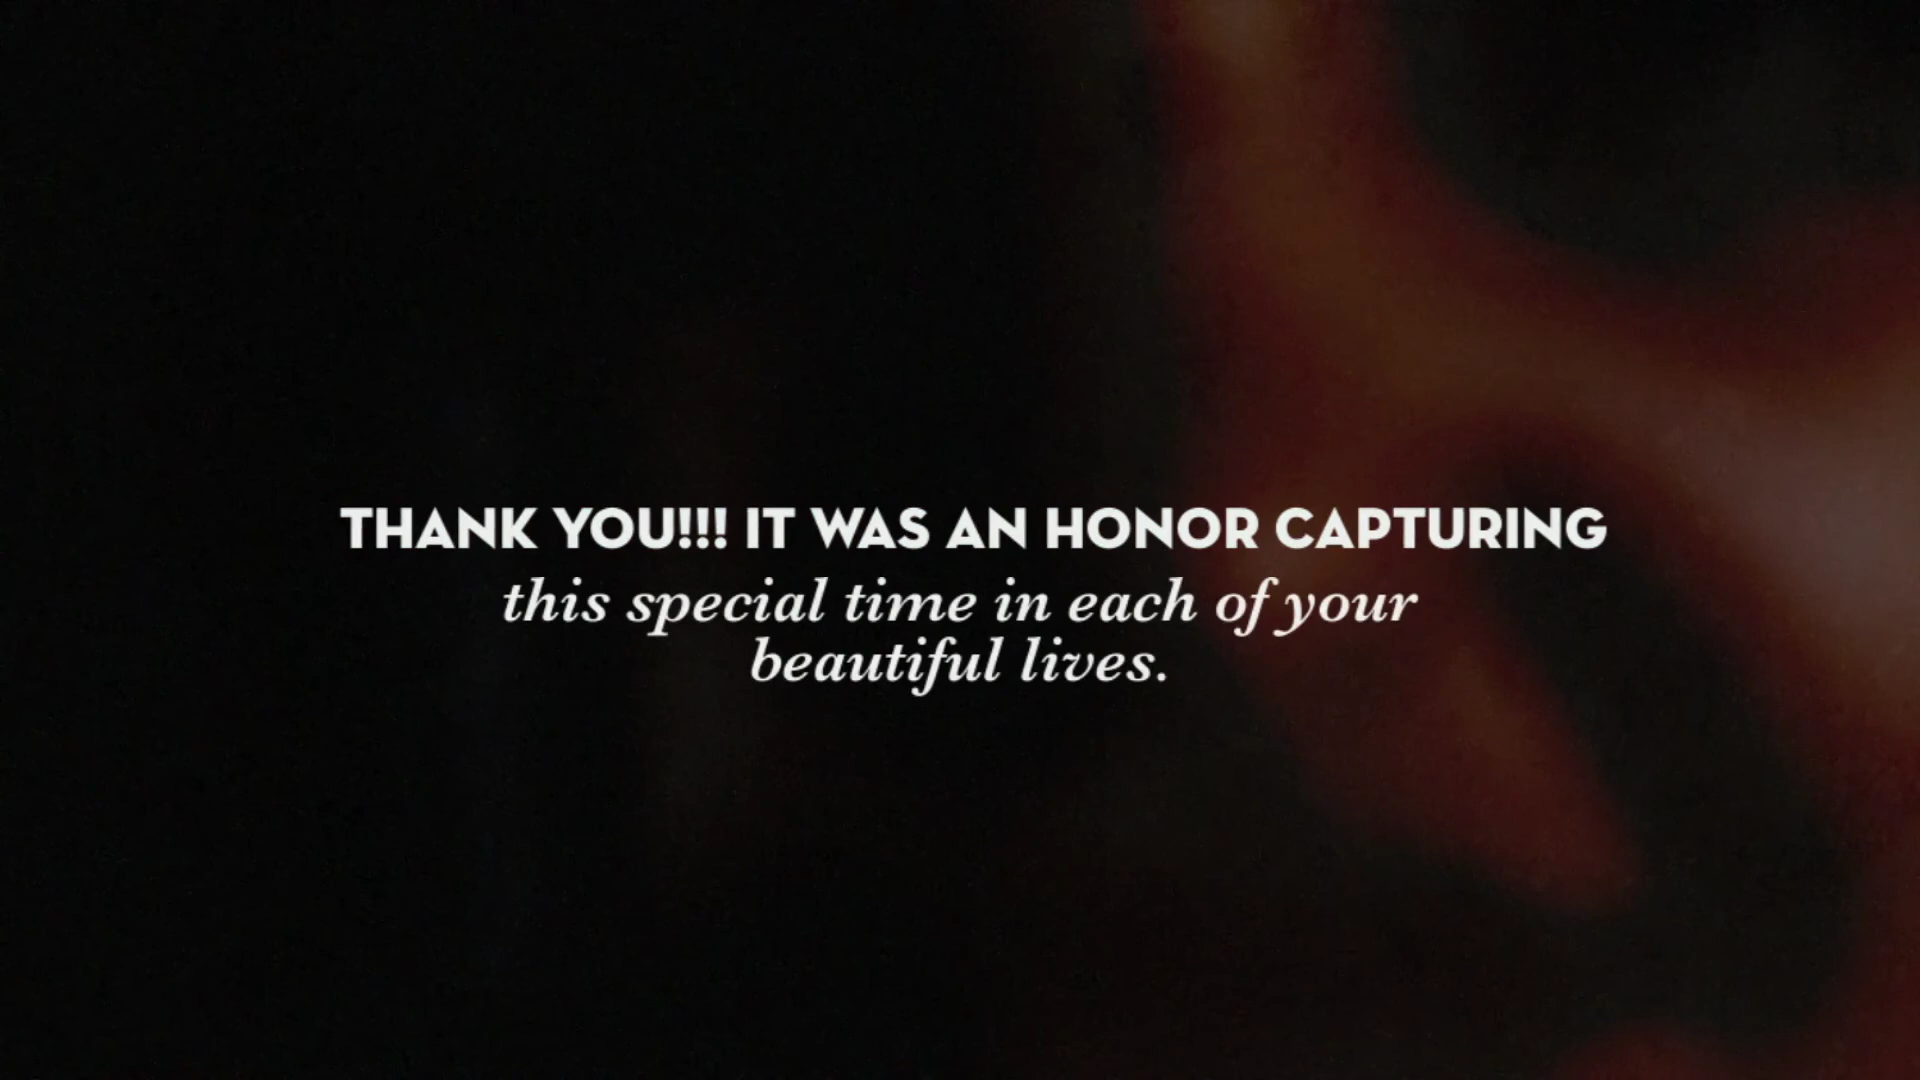 THANK YOU!!! IT WAS AN HONOR CAPTURING
this special time in each of your
beautiful lives.